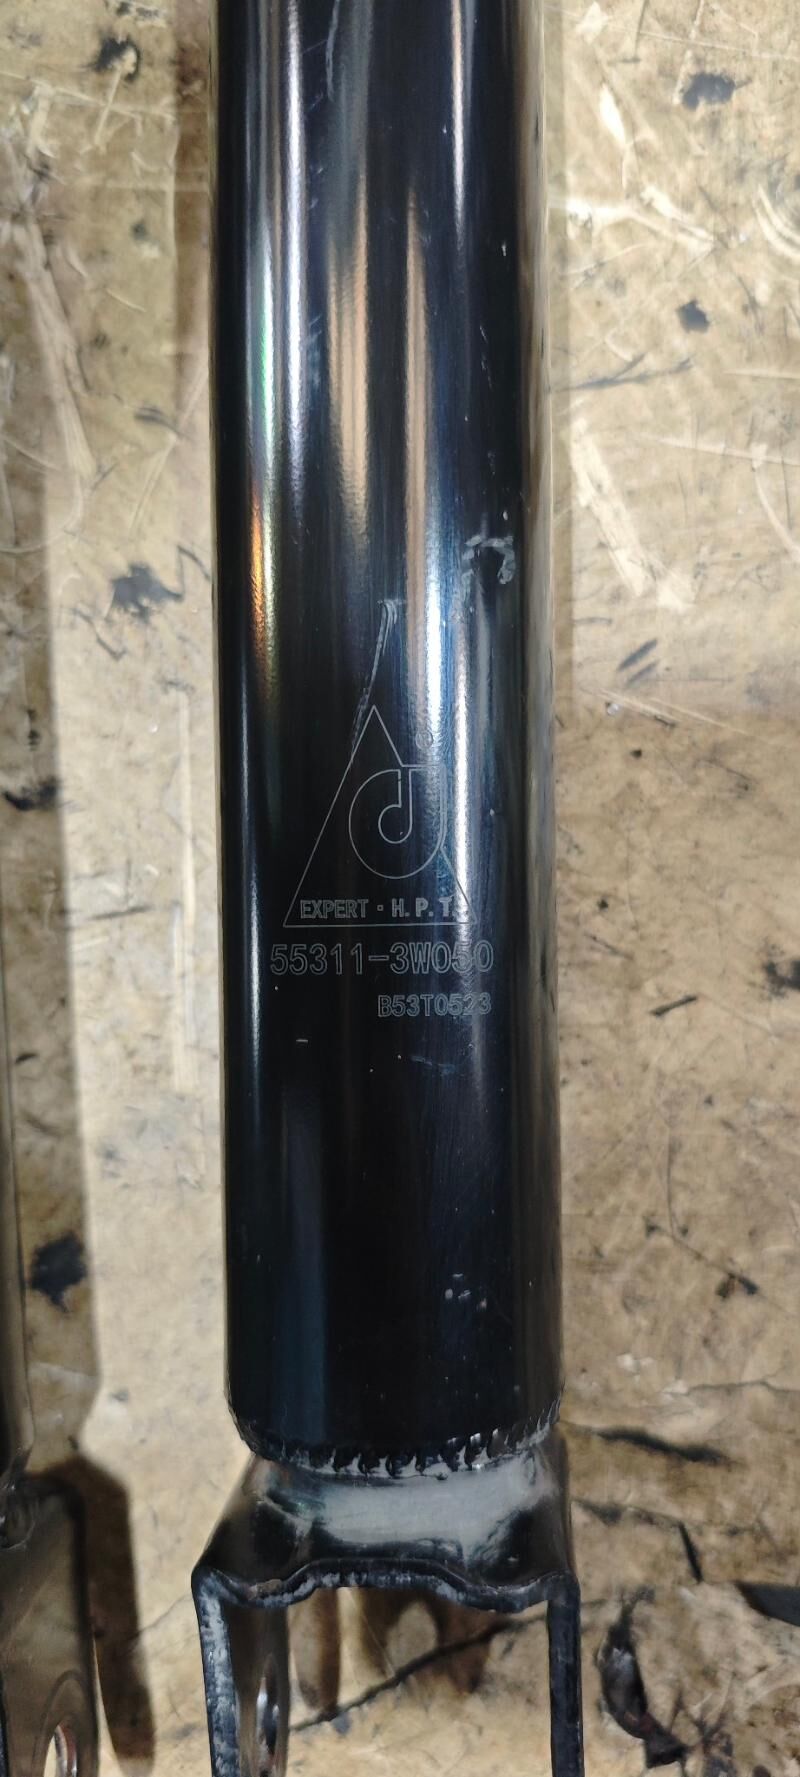 ®
EXPERT · H.P.T.
55311-3W050
B53T0523